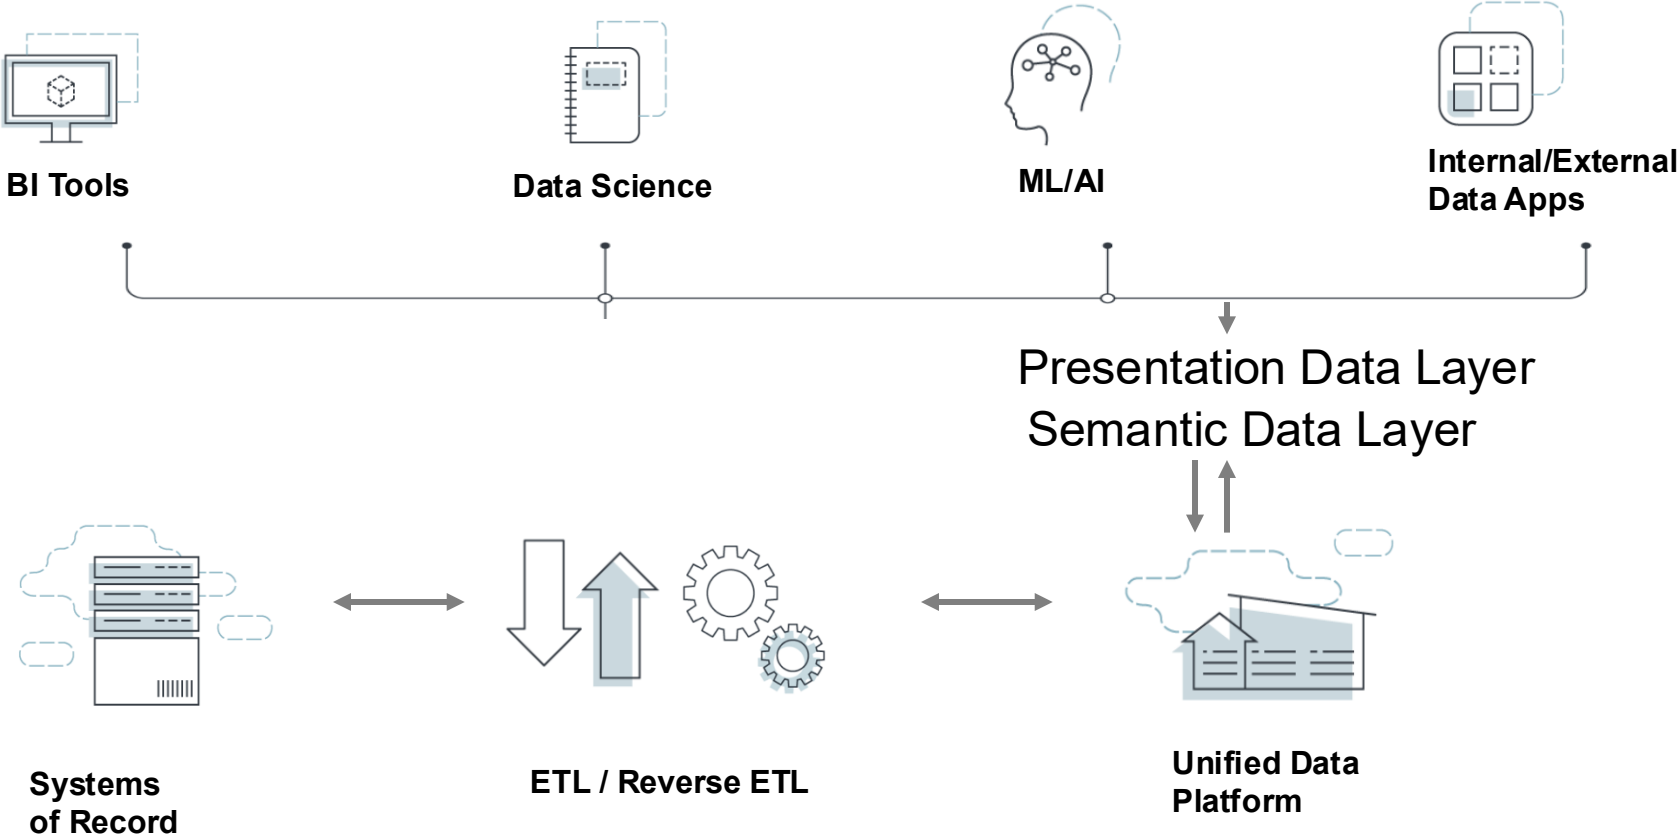 BI Tools
Data Science
ML/AI
Internal/External
Data Apps
Presentation Data Layer
Semantic Data Layer
Systems
of Record
ETL / Reverse ETL
Unified Data
Platform